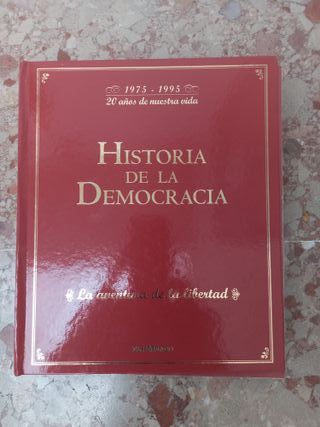 1975 - 1995
20 años de nuestra vida
HISTORIA
DE LA
DEMOCRACIA
La aventura de la libertad